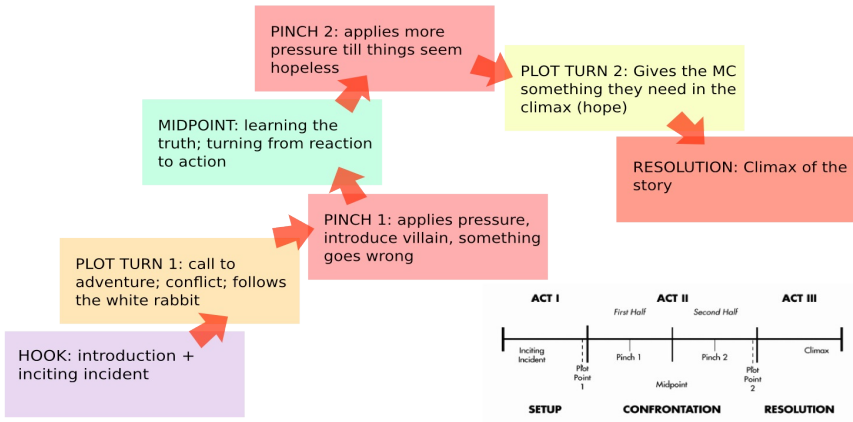 PINCH 2: applies more
pressure till things seem
hopeless
PLOT TURN 2: Gives the MC
something they need in the
climax (hope)
MIDPOINT: learning the
truth; turning from reaction
to action
RESOLUTION: Climax of the
story
PINCH 1: applies pressure,
introduce villain, something
goes wrong
PLOT TURN 1: call to
adventure; conflict; follows
the white rabbit
HOOK: introduction +
inciting incident
ACT I
ACT II
ACT III
First Half
Second Half
Inciting
Incident
Plot
Point
1
Pinch 1
Midpoint
Pinch 2
Plot
Point
2
Climax
SETUP
CONFRONTATION
RESOLUTION